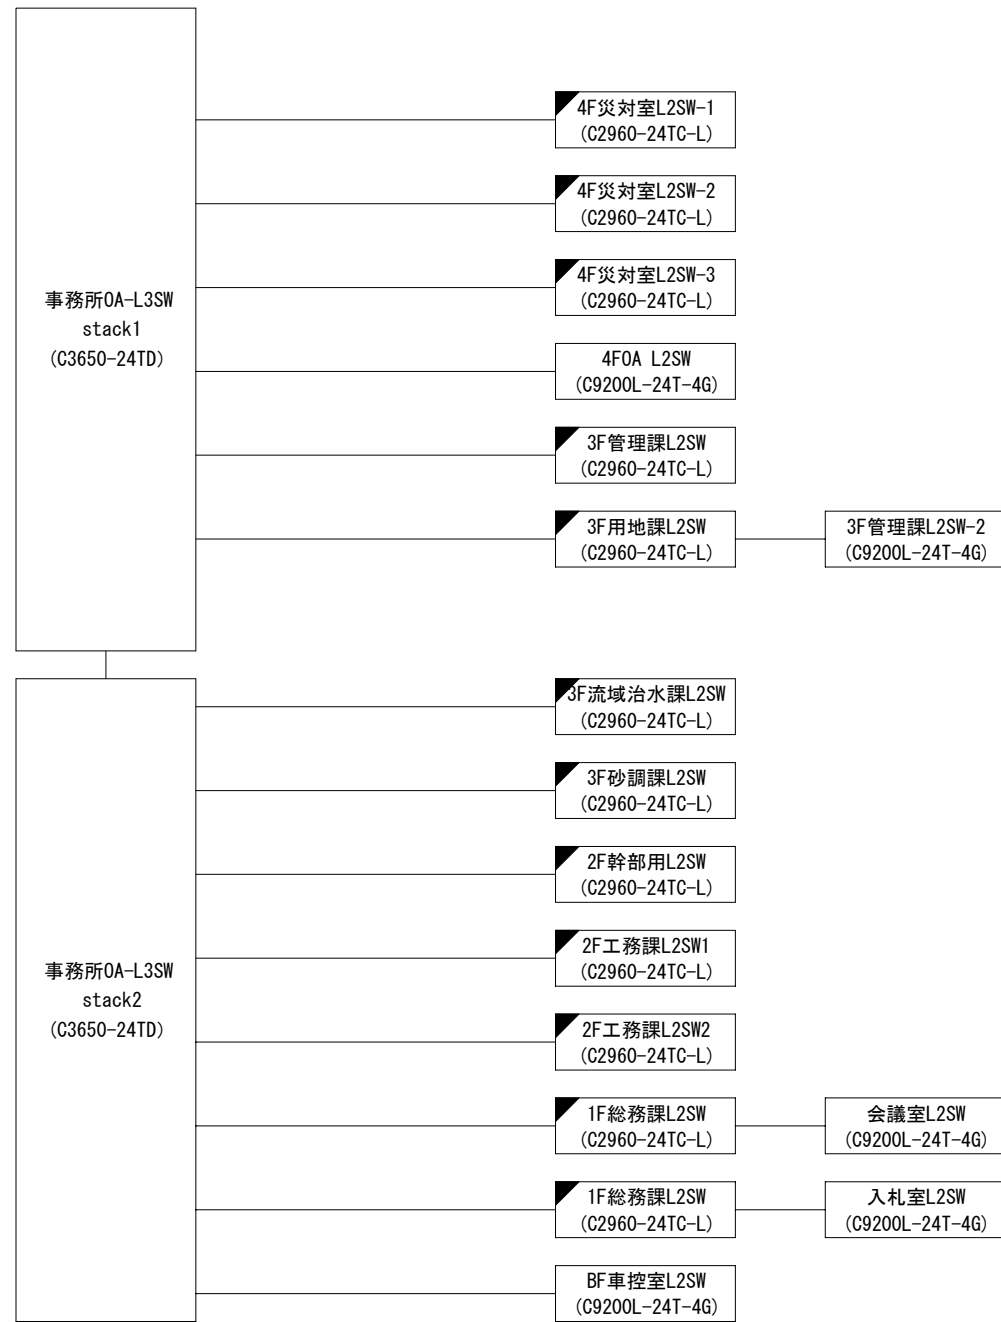 事務所OA-L3SW
stack1
(C3650-24TD)
4F災対室L2SW-1
(C2960-24TC-L)
4F災対室L2SW-2
(C2960-24TC-L)
4F災対室L2SW-3
(C2960-24TC-L)
4FOA L2SW
(C9200L-24T-4G)
3F管理課L2SW
(C2960-24TC-L)
3F用地課L2SW
(C2960-24TC-L)
3F管理課L2SW-2
(C9200L-24T-4G)
事務所OA-L3SW
stack2
(C3650-24TD)
3F流域治水課L2SW
(C2960-24TC-L)
3F砂調課L2SW
(C2960-24TC-L)
2F幹部用L2SW
(C2960-24TC-L)
2F工務課L2SW1
(C2960-24TC-L)
2F工務課L2SW2
(C2960-24TC-L)
1F総務課L2SW
(C2960-24TC-L)
会議室L2SW
(C9200L-24T-4G)
1F総務課L2SW
(C2960-24TC-L)
入札室L2SW
(C9200L-24T-4G)
BF車控室L2SW
(C9200L-24T-4G)